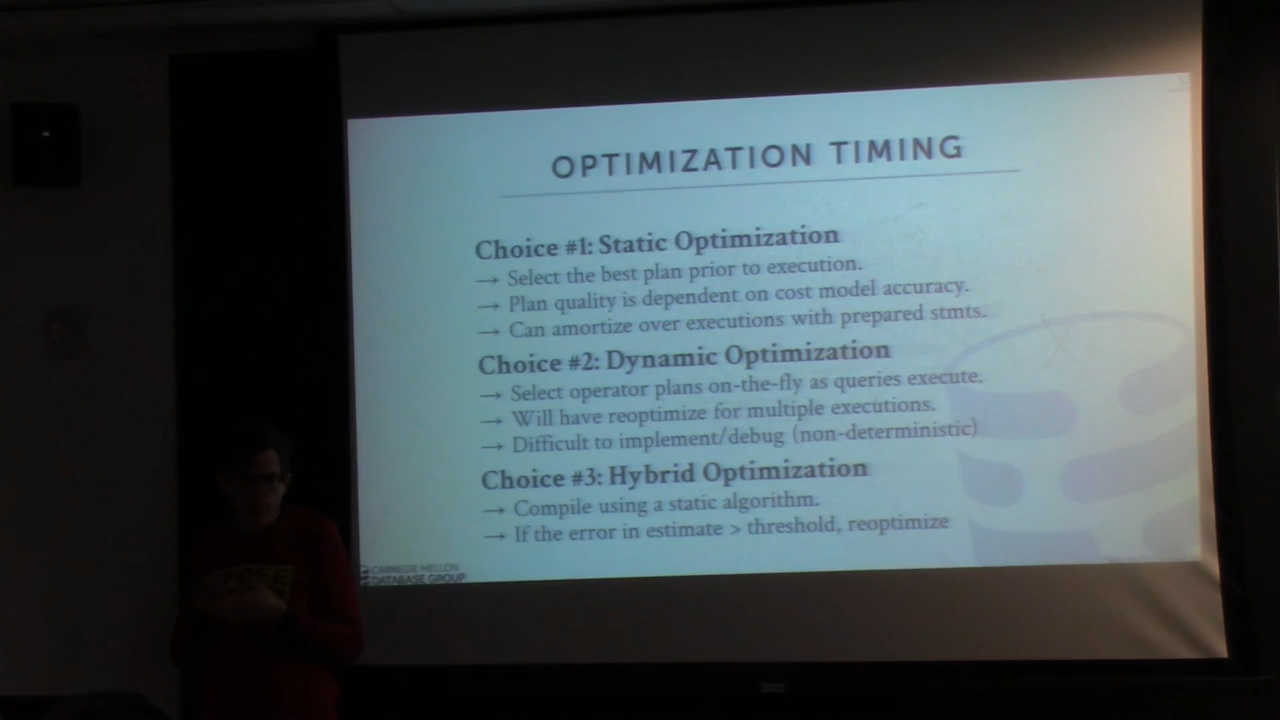 OPTIMIZATION TIMING
Choice #1: Static Optimization
→ Select the best plan prior to execution.
→ Plan quality is dependent on cost model accuracy.
→ Can amortize over executions with prepared stmts.
Choice #2: Dynamic Optimization
→ Select operator plans on-the-fly as queries execute.
→ Will have reoptimize for multiple executions.
→ Difficult to implement/debug (non-deterministic)
Choice #3: Hybrid Optimization
→ Compile using a static algorithm.
→ If the error in estimate > threshold, reoptimize
CARNEGIE MELLON
DATABASE GROUP